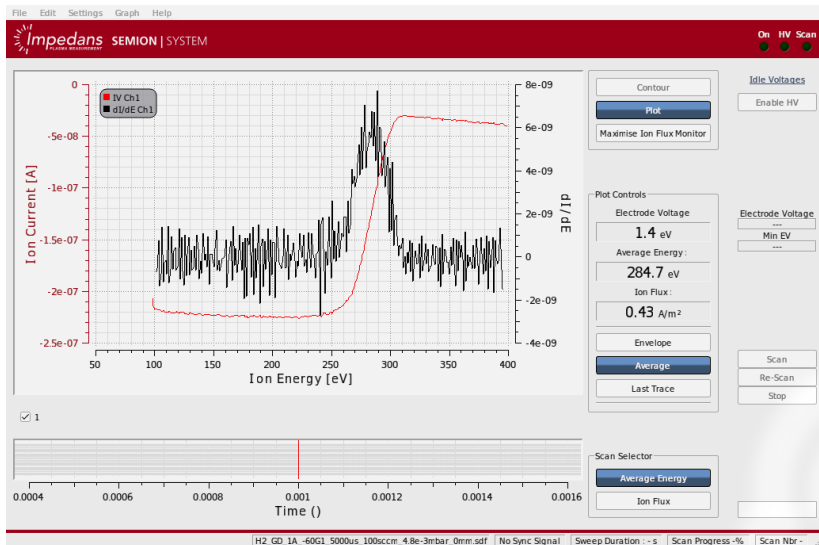 File Edit Settings Graph Help
Impedans SEMION | SYSTEM
PLASMA MEASUREMENT
On HV Scan
IV Ch1
dI/dE Ch1
0
-5e-08
-1e-07
-1.5e-07
-2e-07
-2.5e-07
Ion Current [A]
8e-09
6e-09
4e-09
2e-09
0
-2e-09
-4e-09
dI/dE
50 100 150 200 250 300 350 400
Ion Energy [eV]
Contour
Plot
Maximise Ion Flux Monitor
Idle Voltages
Enable HV
Plot Controls
Electrode Voltage
1.4 eV
Average Energy:
284.7 eV
Ion Flux:
0.43 A/m²
Envelope
Average
Last Trace
Electrode Voltage
---
Min EV
---
Scan
Re-Scan
Stop
1
0.0004 0.0006 0.0008 0.001 0.0012 0.0014 0.0016
Time ()
Scan Selector
Average Energy
Ion Flux
H2_GD_1A_-60G1_5000us_100sccm_4.8e-3mbar_0mm.sdf No Sync Signal Sweep Duration : - s Scan Progress -% Scan Nbr -